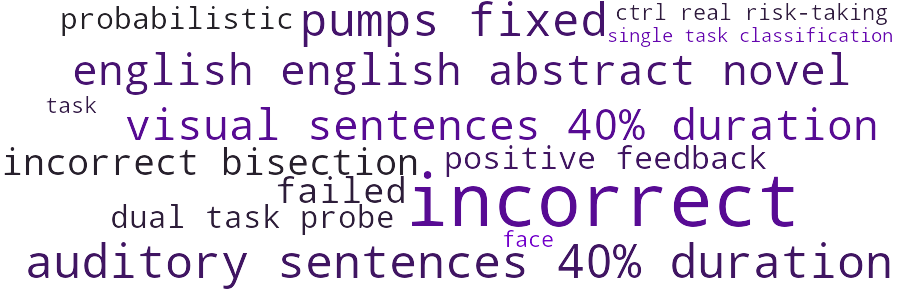 probabilistic
pumps fixed
ctrl real risk-taking
single task classification
english english abstract novel
task
visual sentences 40% duration
incorrect bisection
positive feedback
failed
incorrect
dual task probe
face
auditory sentences 40% duration